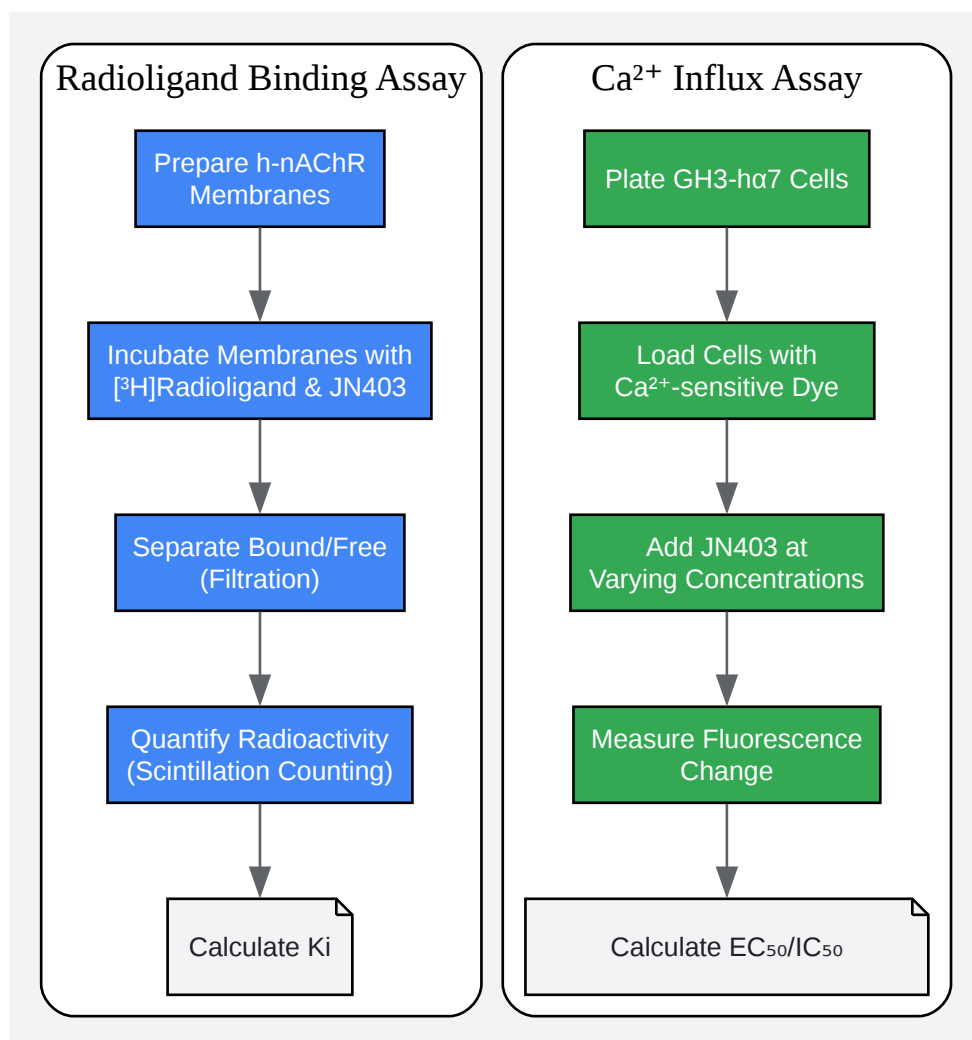 Radioligand Binding Assay
Prepare h-nAChR
Membranes
Incubate Membranes with
[³H]Radioligand & JN403
Separate Bound/Free
(Filtration)
Quantify Radioactivity
(Scintillation Counting)
Calculate Ki
Ca²⁺ Influx Assay
Plate GH3-hα7 Cells
Load Cells with
Ca²⁺-sensitive Dye
Add JN403 at
Varying Concentrations
Measure Fluorescence
Change
Calculate EC₅₀/IC₅₀